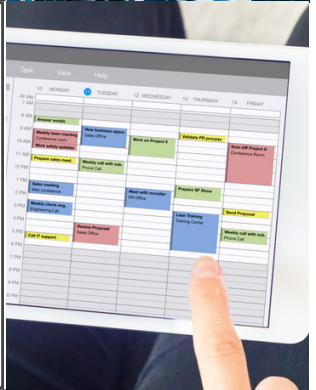 Task View Help
10 MONDAY 11 TUESDAY 12 WEDNESDAY 13 THURSDAY 14 FRIDAY
All day
7 AM
8 AM
Answer emails
9 AM
Weekly team meeting
Conference room
New business oppor.
Sales Office
Work on Project D
Validate PR process
Kick-Off Project D
Conference Room
10 AM
Work safety updates
11 AM
Prepare sales meet.
Weekly call with sub.
Phone Call
12 PM
1 PM
Sales meeting
Web conference
Meet with recruiter
HR Office
Prepare SF Show
2 PM
Weekly check eng.
Engineering Lab
Lean Training
Training Center
Send Proposal
3 PM
4 PM
Review Proposal
Sales Office
Weekly call with sub.
Phone Call
5 PM
Call IT support
6 PM
7 PM
8 PM
9 PM